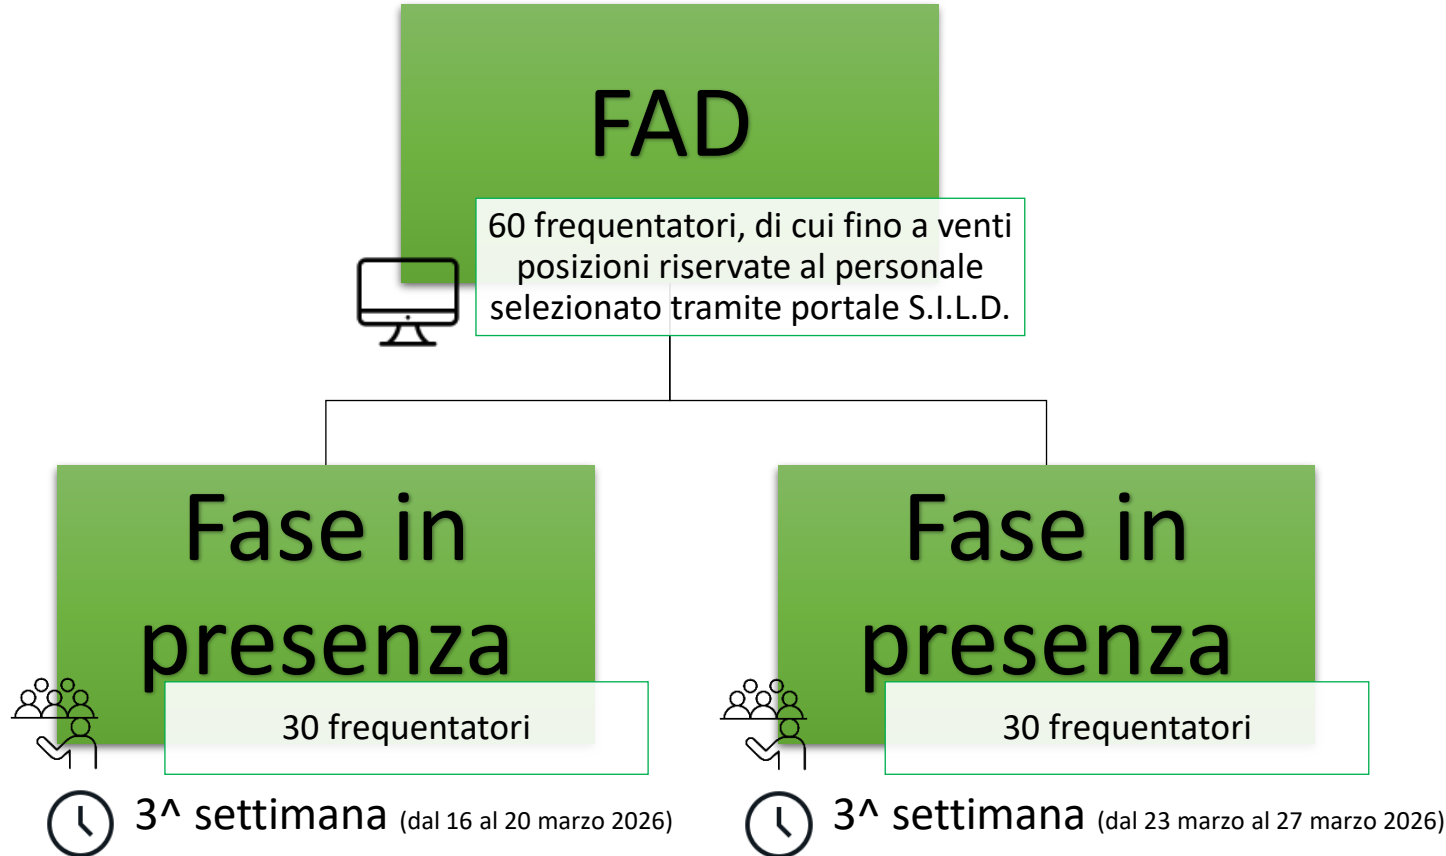 FAD
60 frequentatori, di cui fino a venti
posizioni riservate al personale
selezionato tramite portale S.I.L.D.
Fase in
presenza
30 frequentatori
3^ settimana (dal 16 al 20 marzo 2026)
Fase in
presenza
30 frequentatori
3^ settimana (dal 23 marzo al 27 marzo 2026)